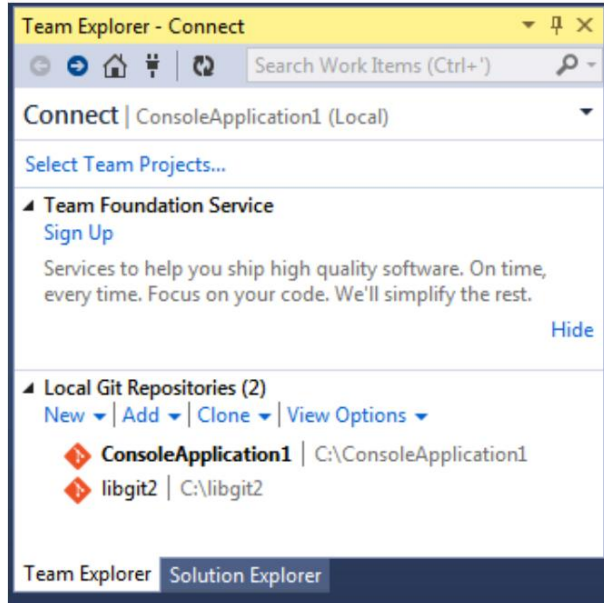 Team Explorer - Connect
Search Work Items (Ctrl+')
Connect | ConsoleApplication1 (Local)
Select Team Projects...
Team Foundation Service
Sign Up
Services to help you ship high quality software. On time,
every time. Focus on your code. We'll simplify the rest.
Hide
Local Git Repositories (2)
New | Add | Clone | View Options
ConsoleApplication1 | C:\ConsoleApplication1
libgit2 | C:\libgit2
Team Explorer Solution Explorer